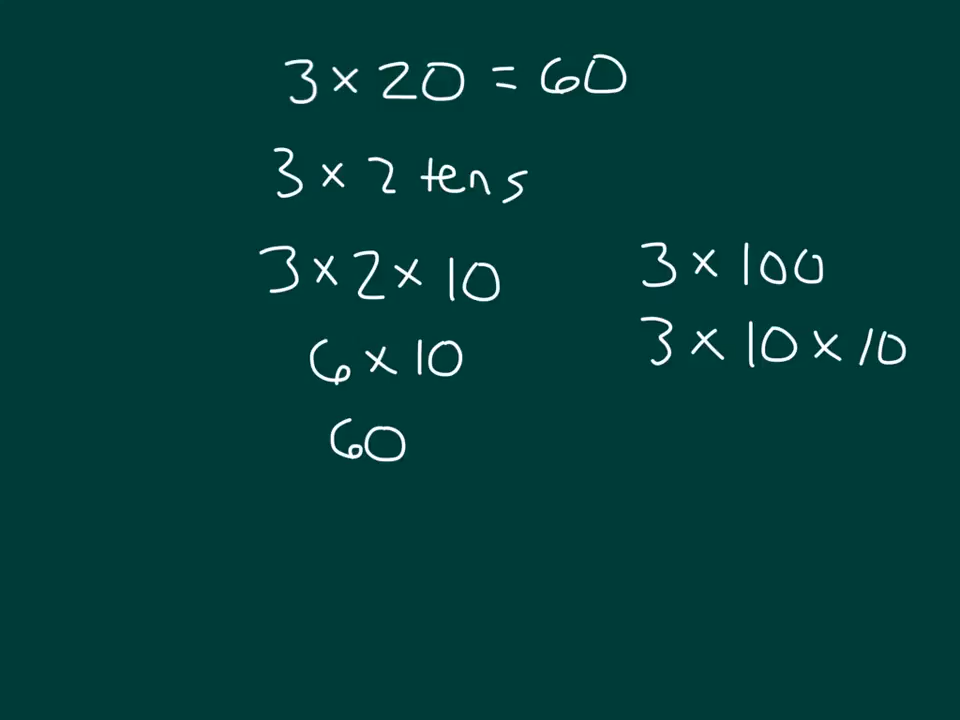 3 × 20 = 60
3 × 2 tens
3 × 2 × 10
6 × 10
60
3 × 100
3 × 10 × 10